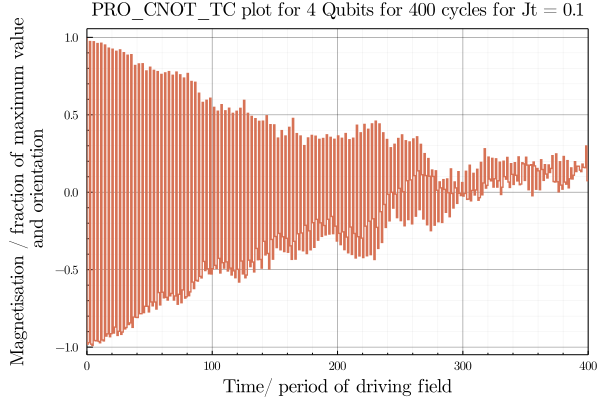 PRO_CNOT_TC plot for 4 Qubits for 400 cycles for Jt = 0.1
Magnetisation / fraction of maximum value
and orientation
1.0
0.5
0.0
−0.5
−1.0
0
100
200
300
400
Time/ period of driving field